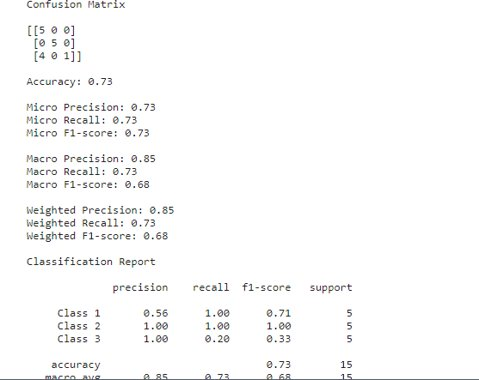 Confusion Matrix
[[5 0 0]
[0 5 0]
[4 0 1]]
Accuracy: 0.73
Micro Precision: 0.73
Micro Recall: 0.73
Micro F1-score: 0.73
Macro Precision: 0.85
Macro Recall: 0.73
Macro F1-score: 0.68
Weighted Precision: 0.85
Weighted Recall: 0.73
Weighted F1-score: 0.68
Classification Report
precision recall f1-score support
Class 1 0.56 1.00 0.71 5
Class 2 1.00 1.00 1.00 5
Class 3 1.00 0.20 0.33 5
accuracy 0.73 15
macro avg 0.85 0.73 0.68 15